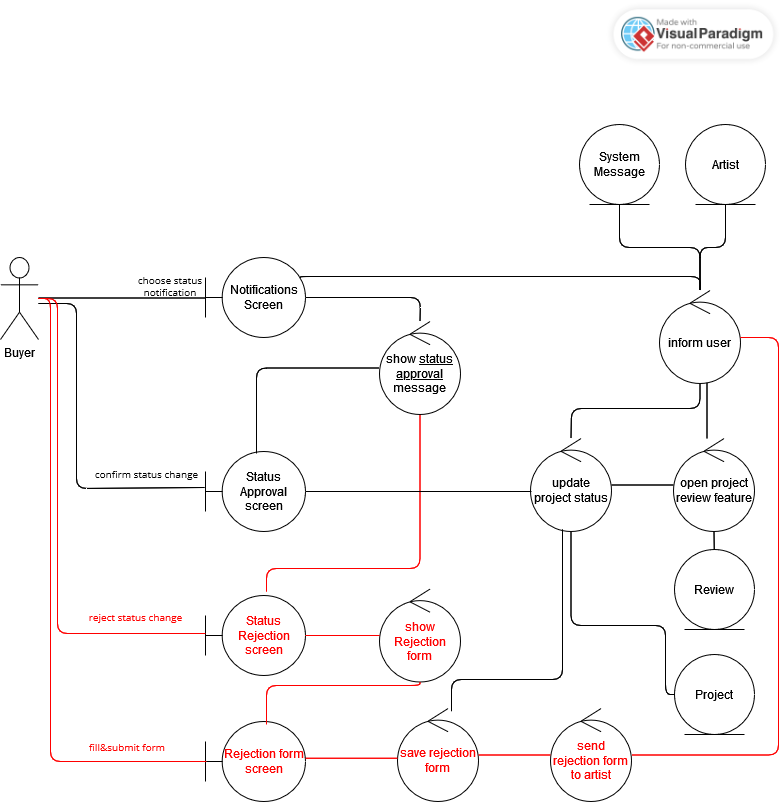 Made with
VisualParadigm
For non-commercial use
System
Message
Artist
choose status
notification
Notifications
Screen
Buyer
inform user
show status
approval
message
confirm status change
Status
Approval
screen
update
project status
open project
review feature
Review
reject status change
Status
Rejection
screen
show
Rejection
form
Project
fill&submit form
Rejection form
screen
save rejection
form
send
rejection form
to artist